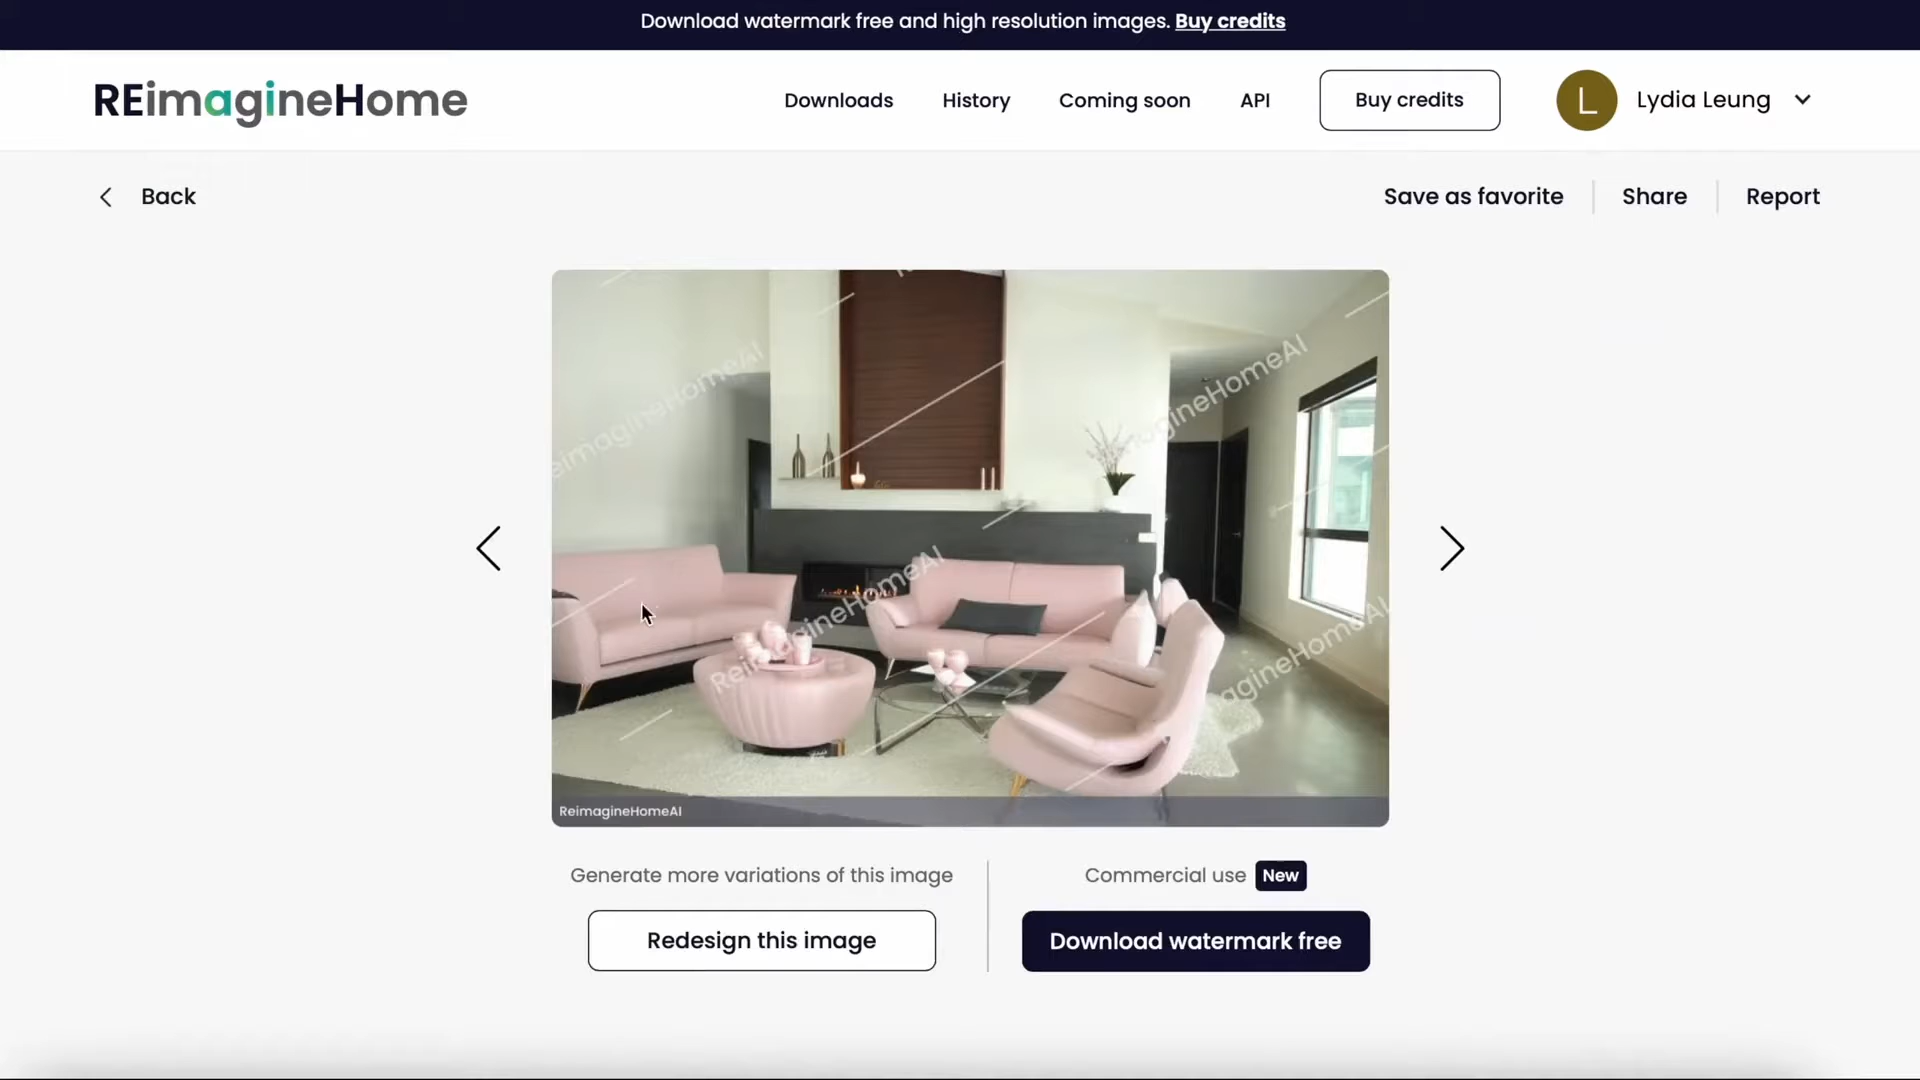 Download watermark free and high resolution images. Buy credits
REimagineHome
Downloads
History
Coming soon
API
Buy credits
L
Lydia Leung
Back
Save as favorite
Share
Report
ReimagineHomeAI
Generate more variations of this image
Commercial use New
Redesign this image
Download watermark free